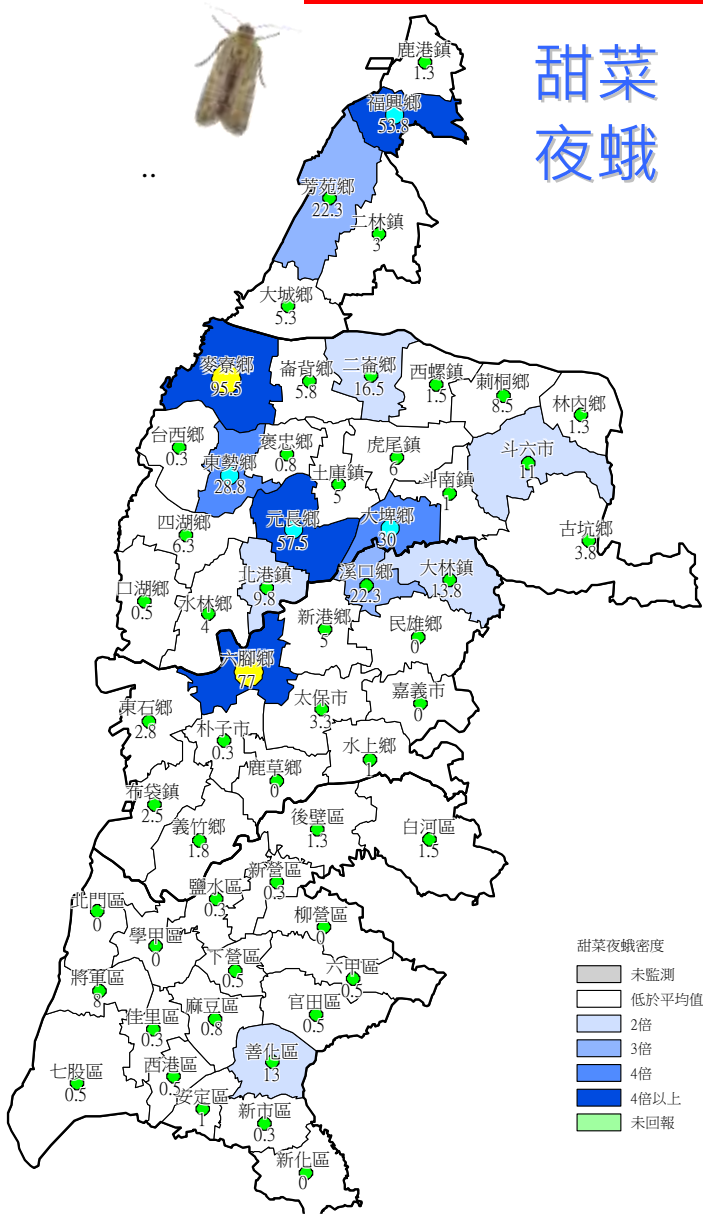 甜菜
夜蛾
..
鹿港鎮
1.3
福興鄉
53.8
芳苑鄉
22.3
二林鎮
3
大城鄉
5.3
麥寮鄉
95.5
崙背鄉
5.8
二崙鄉
16.5
西螺鎮
1.5
莿桐鄉
8.5
林內鄉
1.3
台西鄉
0.3
東勢鄉
28.8
褒忠鄉
0.8
土庫鎮
5
虎尾鎮
6
斗南鎮
1
斗六市
11
古坑鄉
3.8
四湖鄉
6.3
元長鄉
57.5
大埤鄉
30
口湖鄉
0.5
水林鄉
4
北港鎮
9.8
溪口鄉
22.3
大林鎮
13.8
新港鄉
5
民雄鄉
0
六腳鄉
77
東石鄉
2.8
朴子市
0.3
太保市
3.3
嘉義市
0
水上鄉
1
鹿草鄉
0
布袋鎮
2.5
義竹鄉
1.8
後壁區
1.3
白河區
1.5
新營區
0.3
鹽水區
0.3
北門區
0
學甲區
0
柳營區
0
下營區
0.5
六甲區
0.5
將軍區
8
佳里區
0.3
麻豆區
0.8
官田區
0.5
七股區
0.5
西港區
0.5
善化區
13
安定區
1
新市區
0.3
新化區
0
甜菜夜蛾密度
未監測
低於平均值
2倍
3倍
4倍
4倍以上
未回報